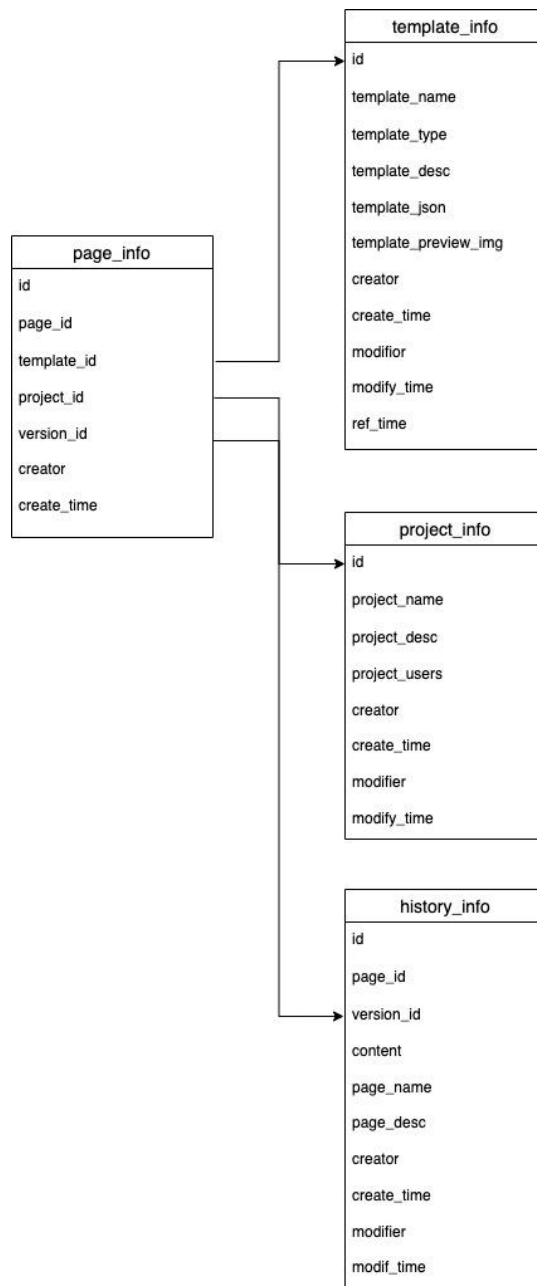 template_info
id
template_name
template_type
template_desc
template_json
template_preview_img
creator
create_time
modifior
modify_time
ref_time
page_info
id
page_id
template_id
project_id
version_id
creator
create_time
project_info
id
project_name
project_desc
project_users
creator
create_time
modifier
modify_time
history_info
id
page_id
version_id
content
page_name
page_desc
creator
create_time
modifier
modif_time